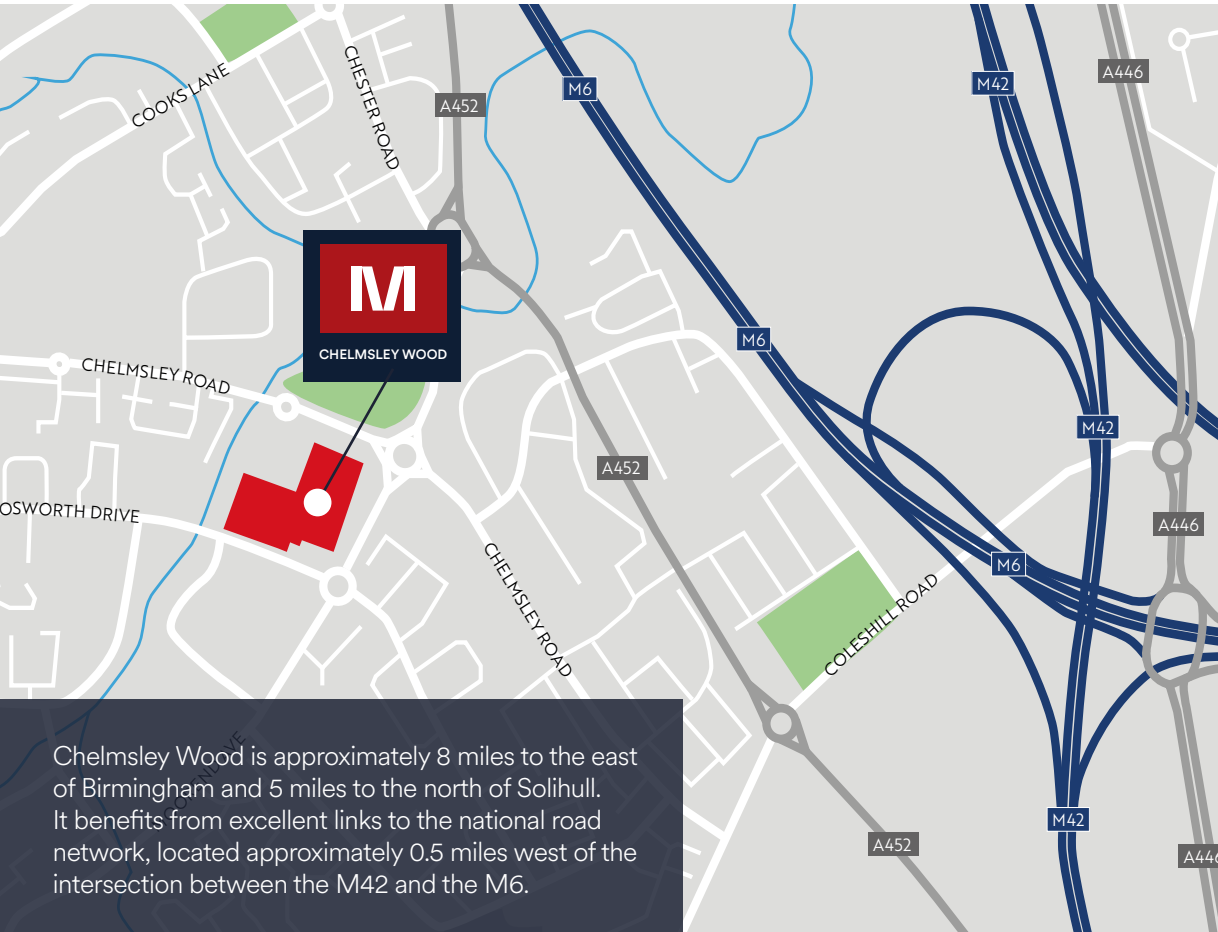 COOKS LANE
CHESTER ROAD
A452
M6
M42
A446
M
CHELMSLEY WOOD
CHELMSLEY ROAD
M6
M42
A452
OSWORTH DRIVE
A446
M6
CHELMSLEY ROAD
COLESHILL ROAD
Chelmsley Wood is approximately 8 miles to the east
of Birmingham and 5 miles to the north of Solihull.
It benefits from excellent links to the national road
network, located approximately 0.5 miles west of the
intersection between the M42 and the M6.
M42
A452
A446